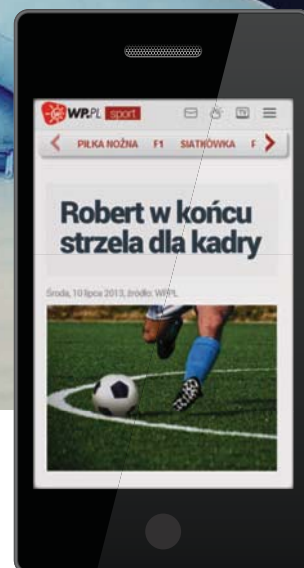 WP.PL sport
PIŁKA NOŻNA F1 SIATKÓWKA F
Robert w końcu
strzela dla kadry
Środa, 10 lipca 2013, źródło: WP.PL